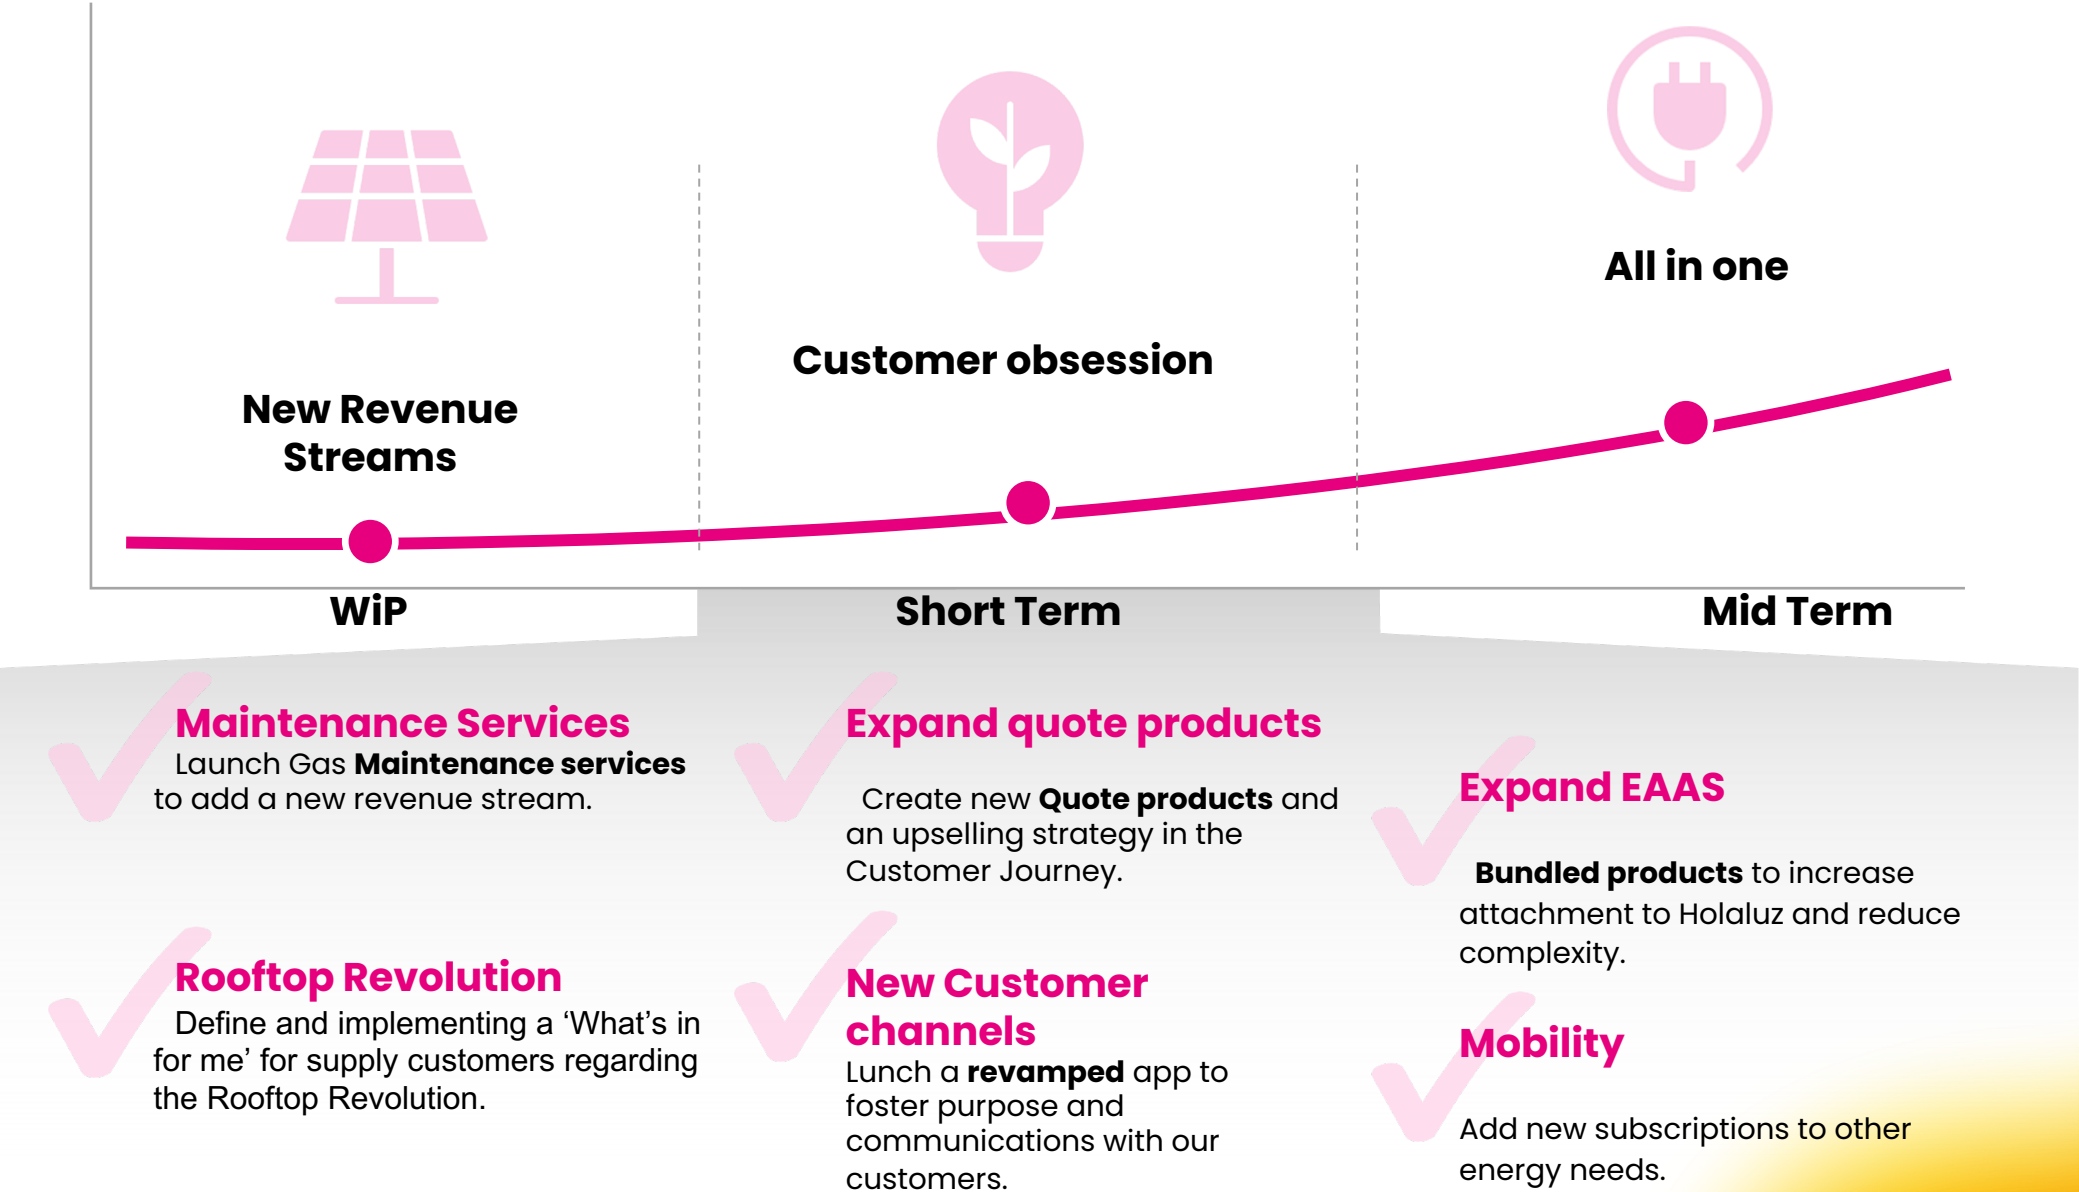 All in one
Customer obsession
New Revenue
Streams
WiP
Short Term
Mid Term
Maintenance Services
Launch Gas Maintenance services
to add a new revenue stream.
Rooftop Revolution
Define and implementing a ‘What’s in
for me’ for supply customers regarding
the Rooftop Revolution.
Expand quote products
Create new Quote products and
an upselling strategy in the
Customer Journey.
New Customer
channels
Lunch a revamped app to
foster purpose and
communications with our
customers.
Expand EAAS
Bundled products to increase
attachment to Holaluz and reduce
complexity.
Mobility
Add new subscriptions to other
energy needs.